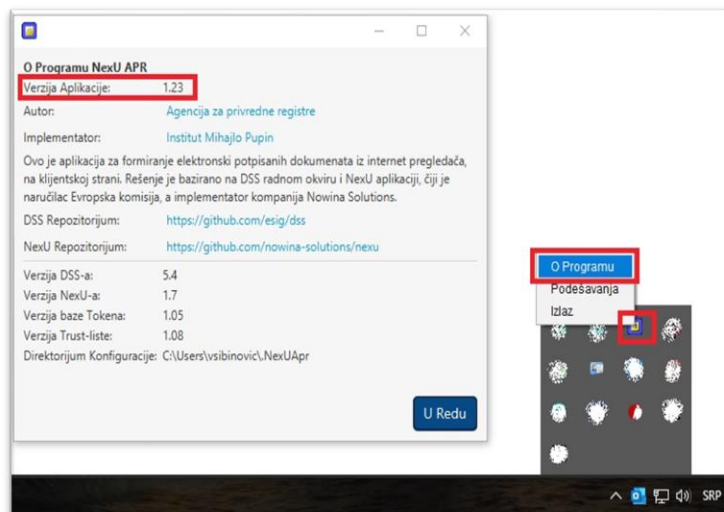 O Programu NexU APR
Verzija Aplikacije: 1.23
Autor: Agencija za privredne registre
Implementator: Institut Mihajlo Pupin
Ovo je aplikacija za formiranje elektronski potpisanih dokumenata iz internet pregledača,
na klijentskoj strani. Rešenje je bazirano na DSS radnom okviru i NexU aplikaciji, čiji je
naručilac Evropska komisija, a implementator kompanija Nowina Solutions.
DSS Repozitorijum: https://github.com/esig/dss
NexU Repozitorijum: https://github.com/nowina-solutions/nexu
Verzija DSS-a: 5.4
Verzija NexU-a: 1.7
Verzija baze Tokena: 1.05
Verzija Trust-liste: 1.08
Direktorijum Konfiguracije: C:\Users\vsibinovic\.NexUApr
U Redu
O Programu
Podešavanja
Izlaz
SRP